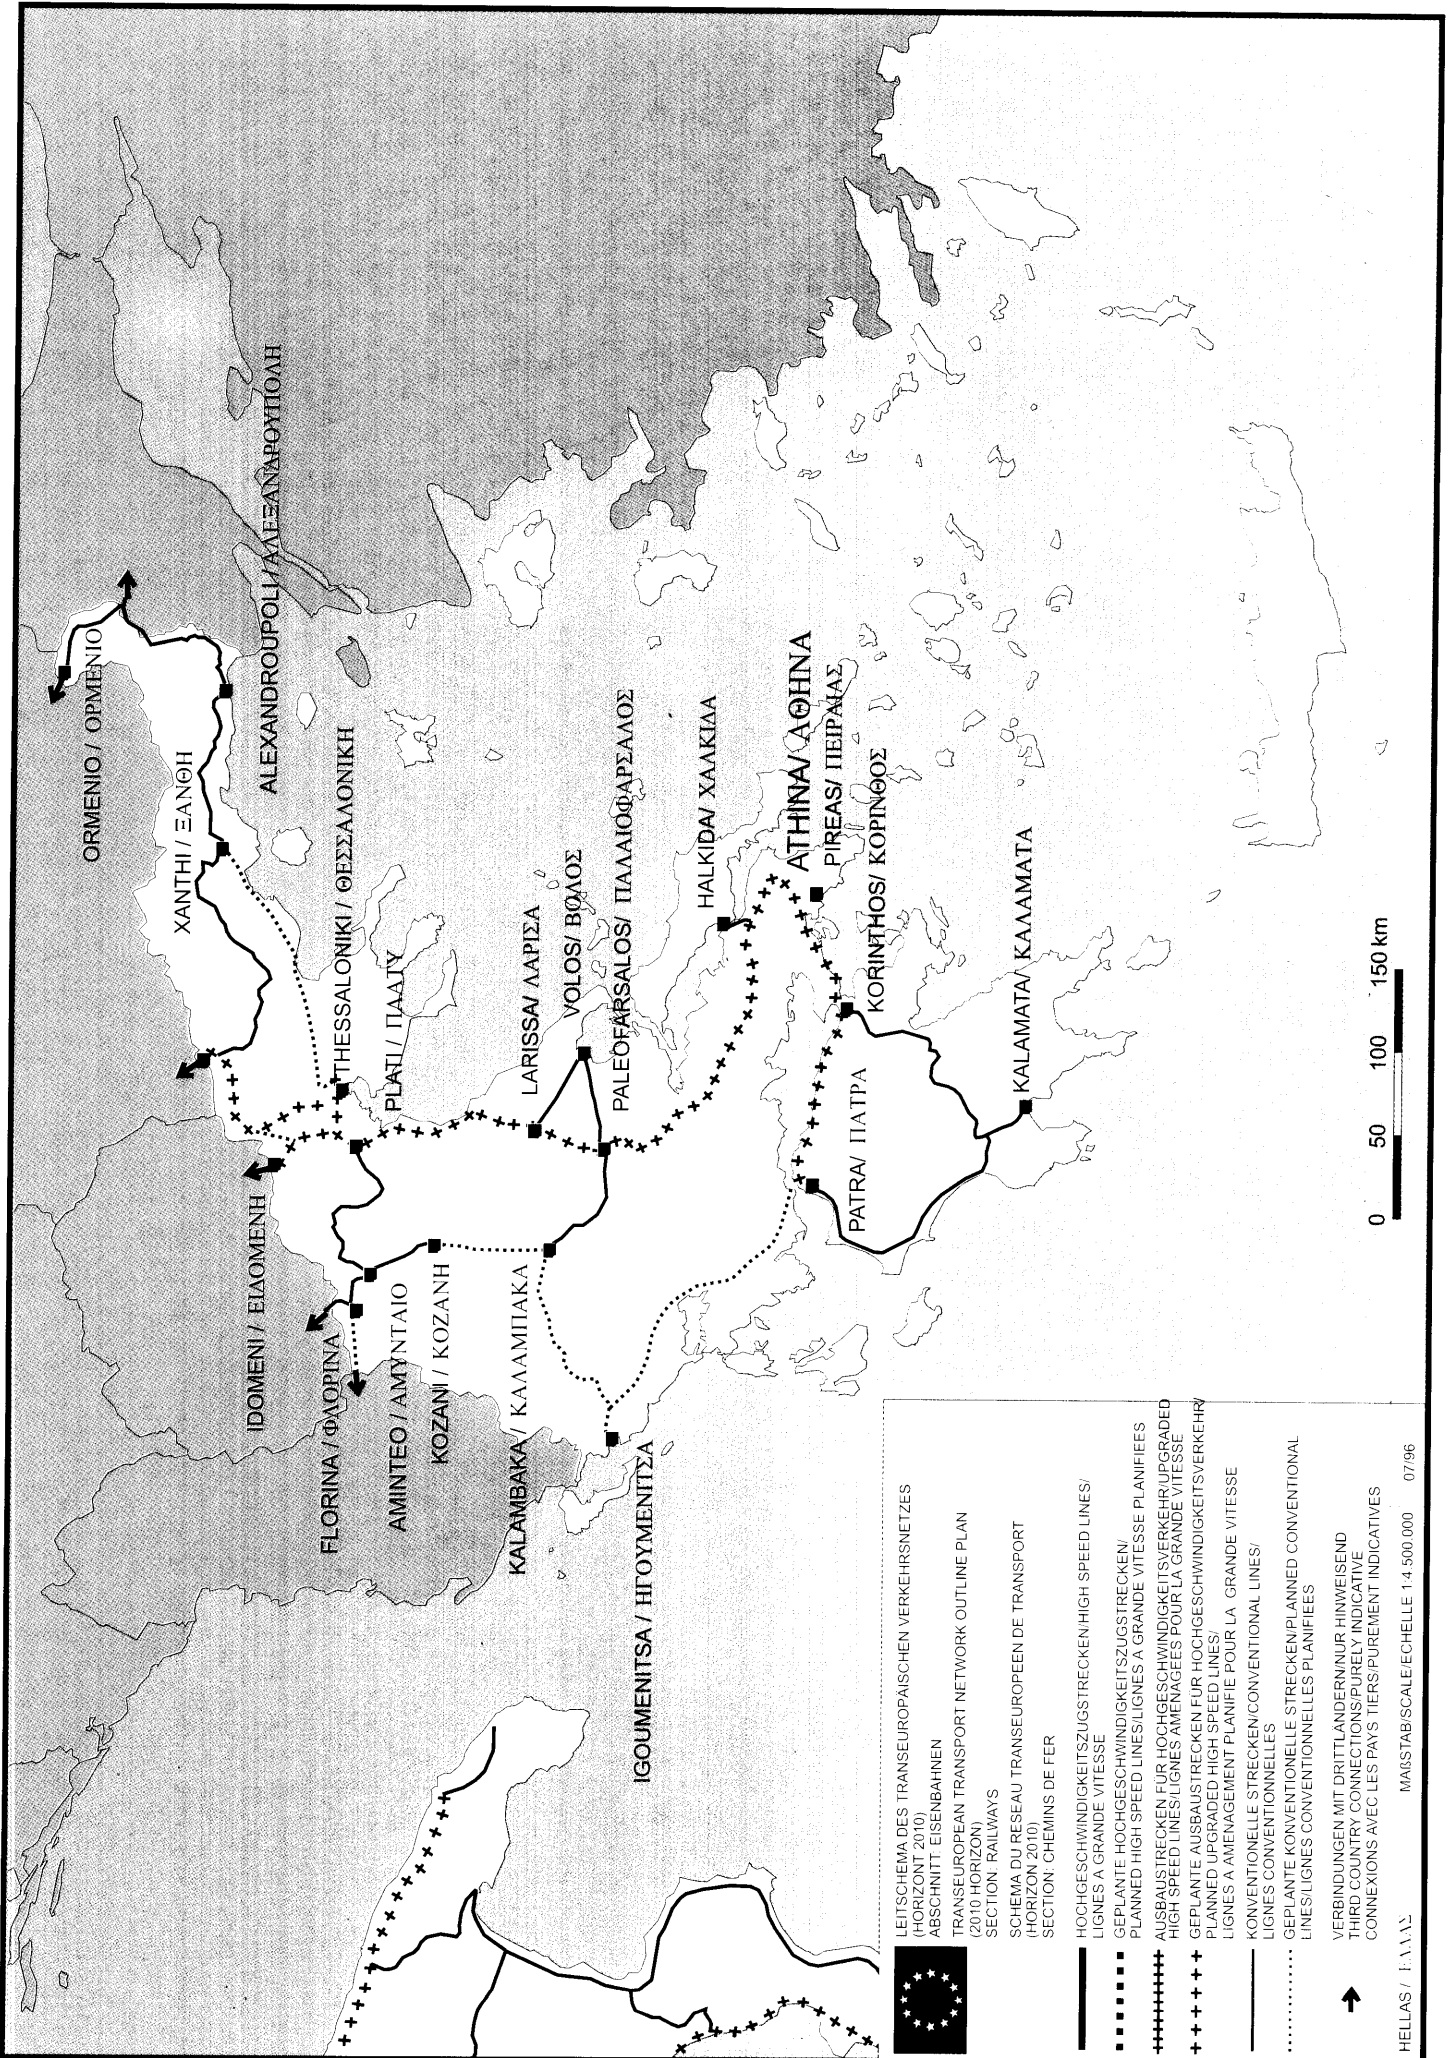 ORMENIO / ΟΡΜΕΝΙΟ
XANTHI / ΞΑΝΘΗ
ALEXANDROUPOLI / ΑΛΕΞΑΝΔΡΟΥΠΟΛΗ
THESSALONIKI / ΘΕΣΣΑΛΟΝΙΚΗ
PLATI / ΠΛΑΤΥ
IDOMENI / ΕΙΔΟΜΕΝΗ
FLORINA / ΦΛΩΡΙΝΑ
AMINTEO / ΑΜΥΝΤΑΙΟ
KOZANI / ΚΟΖΑΝΗ
KALAMBAKA / ΚΑΛΑΜΠΑΚΑ
IGOUMENITSA / ΗΓΟΥΜΕΝΙΤΣΑ
LARISSA/ ΛΑΡΙΣΑ
VOLOS/ ΒΟΛΟΣ
PALEOFARSALOS/ ΠΑΛΑΙΟΦΑΡΣΑΛΟΣ
HALKIDA/ ΧΑΛΚΙΔΑ
ATHINA/ ΑΘΗΝΑ
PIREAS/ ΠΕΙΡΑΙΑΣ
KORINTHOS/ ΚΟΡΙΝΘΟΣ
PATRA/ ΠΑΤΡΑ
KALAMATA/ ΚΑΛΑΜΑΤΑ
0 50 100 150 km
LEITSCHEMA DES TRANSEUROPÄISCHEN VERKEHRSNETZES
(HORIZONT 2010)
ABSCHNITT EISENBAHNEN
TRANSEUROPEAN TRANSPORT NETWORK OUTLINE PLAN
(2010 HORIZON)
SECTION: RAILWAYS
SCHEMA DU RESEAU TRANSEUROPEEN DE TRANSPORT
(HORIZON 2010)
SECTION: CHEMINS DE FER
HOCHGESCHWINDIGKEITSZUGSTRECKEN/HIGH SPEED LINES/
LIGNES A GRANDE VITESSE
GEPLANTE HOCHGESCHWINDIGKEITSZUGSTRECKEN/
PLANNED HIGH SPEED LINES/LIGNES A GRANDE VITESSE PLANIFIEES
AUSBAUSTRECKEN FÜR HOCHGESCHWINDIGKEITSVERKEHR/UPGRADED
HIGH SPEED LINES/LIGNES AMENAGEES POUR LA GRANDE VITESSE
GEPLANTE AUSBAUSTRECKEN FÜR HOCHGESCHWINDIGKEITSVERKEHR/
PLANNED UPGRADED HIGH SPEED LINES/
LIGNES A AMENAGEMENT PLANIFIE POUR LA GRANDE VITESSE
KONVENTIONELLE STRECKEN/CONVENTIONAL LINES/
LIGNES CONVENTIONNELLES
GEPLANTE KONVENTIONELLE STRECKEN/PLANNED CONVENTIONAL
LINES/LIGNES CONVENTIONNELLES PLANIFIEES
VERBINDUNGEN MIT DRITTLÄNDERN/NUR HINWEISEND
THIRD COUNTRY CONNECTIONS/PURELY INDICATIVE
CONNEXIONS AVEC LES PAYS TIERS/PUREMENT INDICATIVES
HELLAS / ΕΛΛΑΣ MAßSTAB/SCALE/ECHELLE 1:4.500.000 07/96